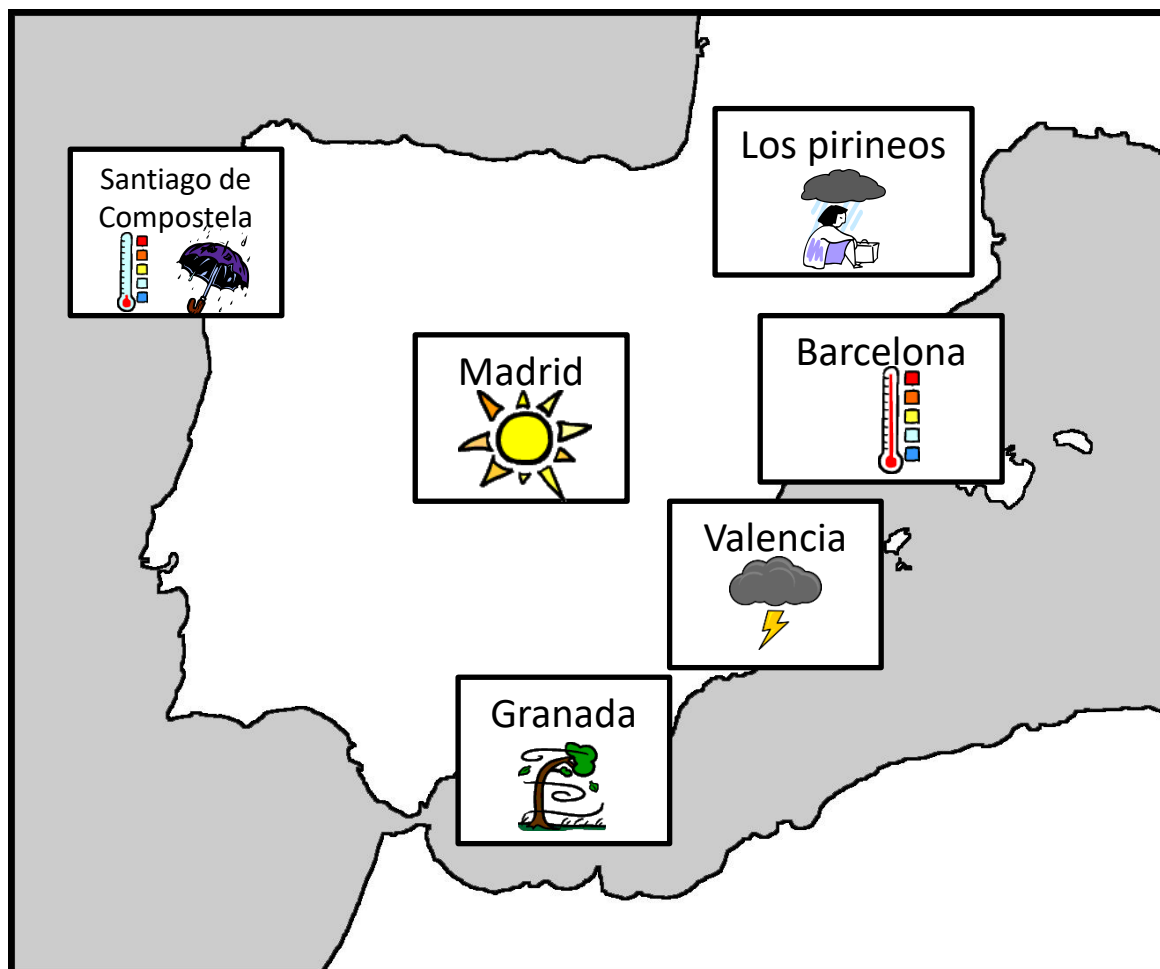 Los pirineos
Santiago de
Compostela
Madrid
Barcelona
Valencia
Granada